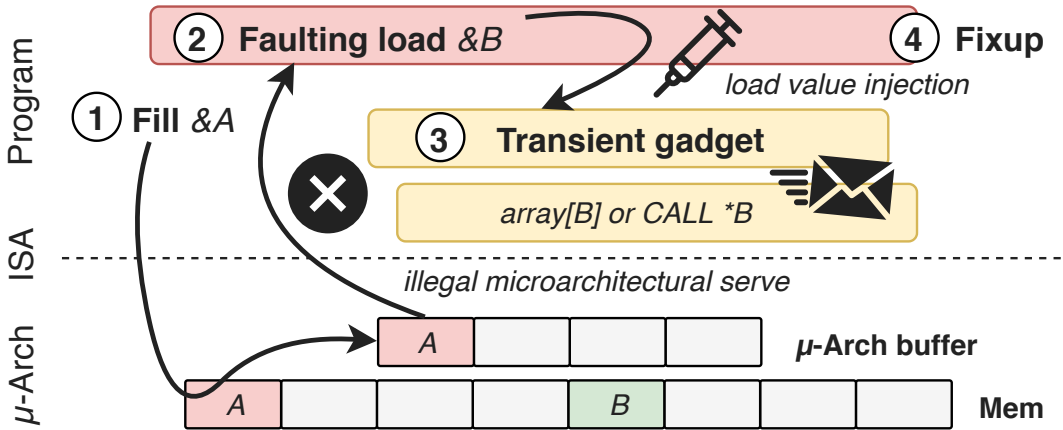 Program
ISA
μ-Arch
2 Faulting load &B
4 Fixup
load value injection
1 Fill &A
3 Transient gadget
array[B] or CALL *B
illegal microarchitectural serve
A
μ-Arch buffer
A
B
Mem